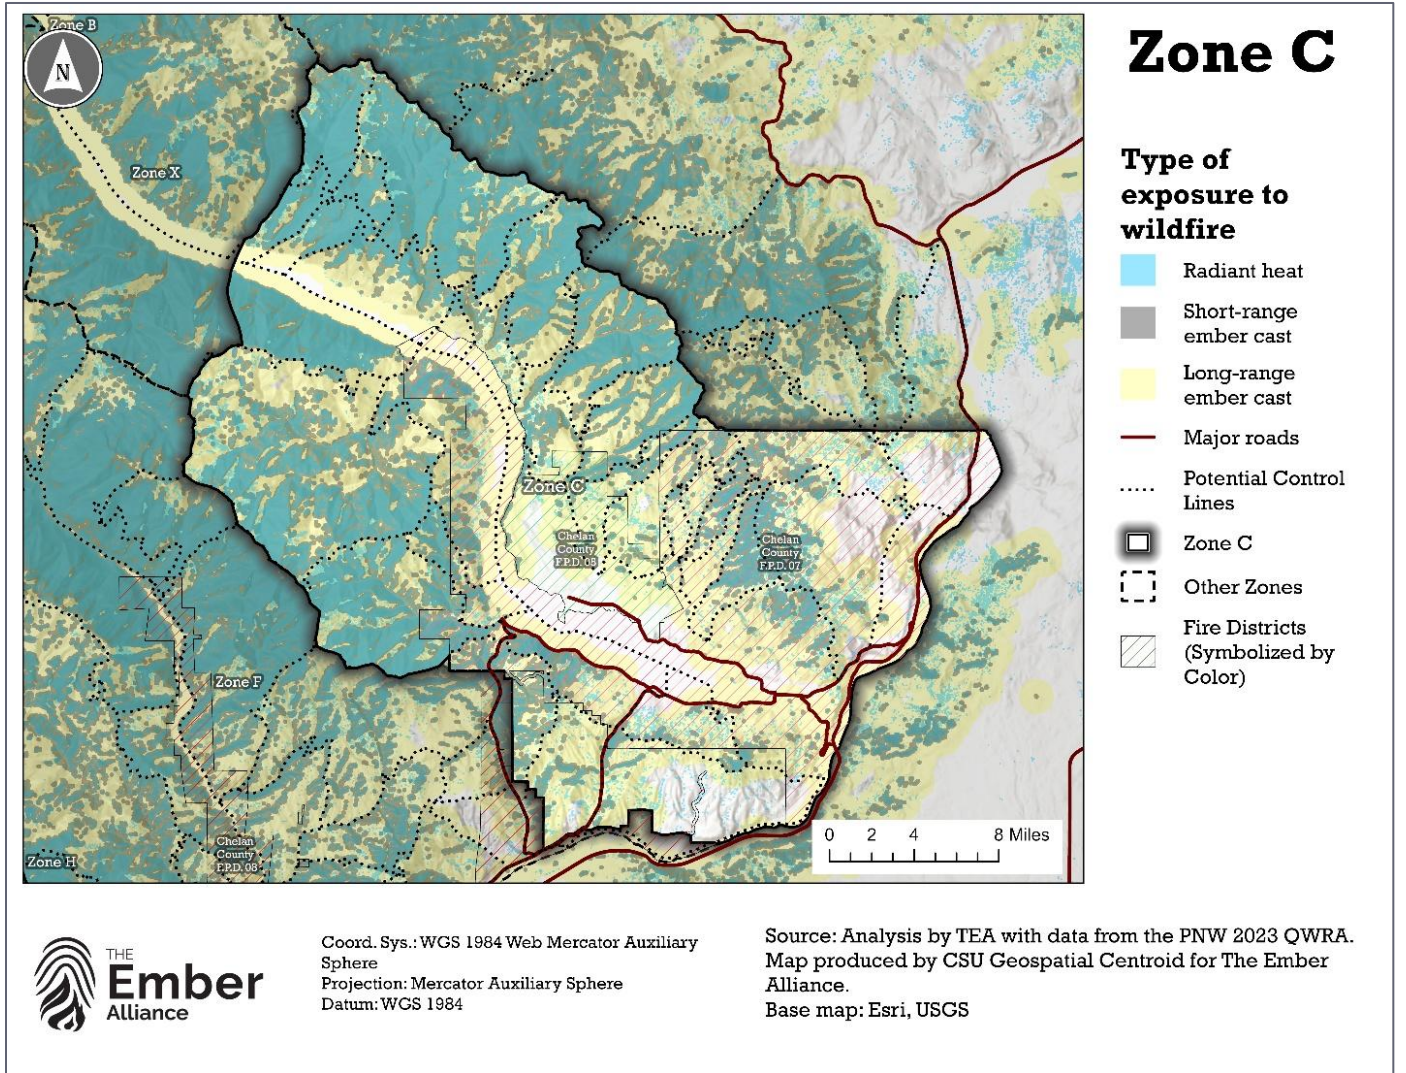 Zone B
N
Zone X
Zone C
Chelan
County
F.P.D. 05
Chelan
County
F.P.D. 07
Zone F
Chelan
County
F.P.D. 08
Zone H
0 2 4 8 Miles
Zone C
Type of
exposure to
wildfire
Radiant heat
Short-range
ember cast
Long-range
ember cast
Major roads
Potential Control
Lines
Zone C
Other Zones
Fire Districts
(Symbolized by
Color)
THE
Ember
Alliance
Coord. Sys.: WGS 1984 Web Mercator Auxiliary
Sphere
Projection: Mercator Auxiliary Sphere
Datum: WGS 1984
Source: Analysis by TEA with data from the PNW 2023 QWRA.
Map produced by CSU Geospatial Centroid for The Ember
Alliance.
Base map: Esri, USGS